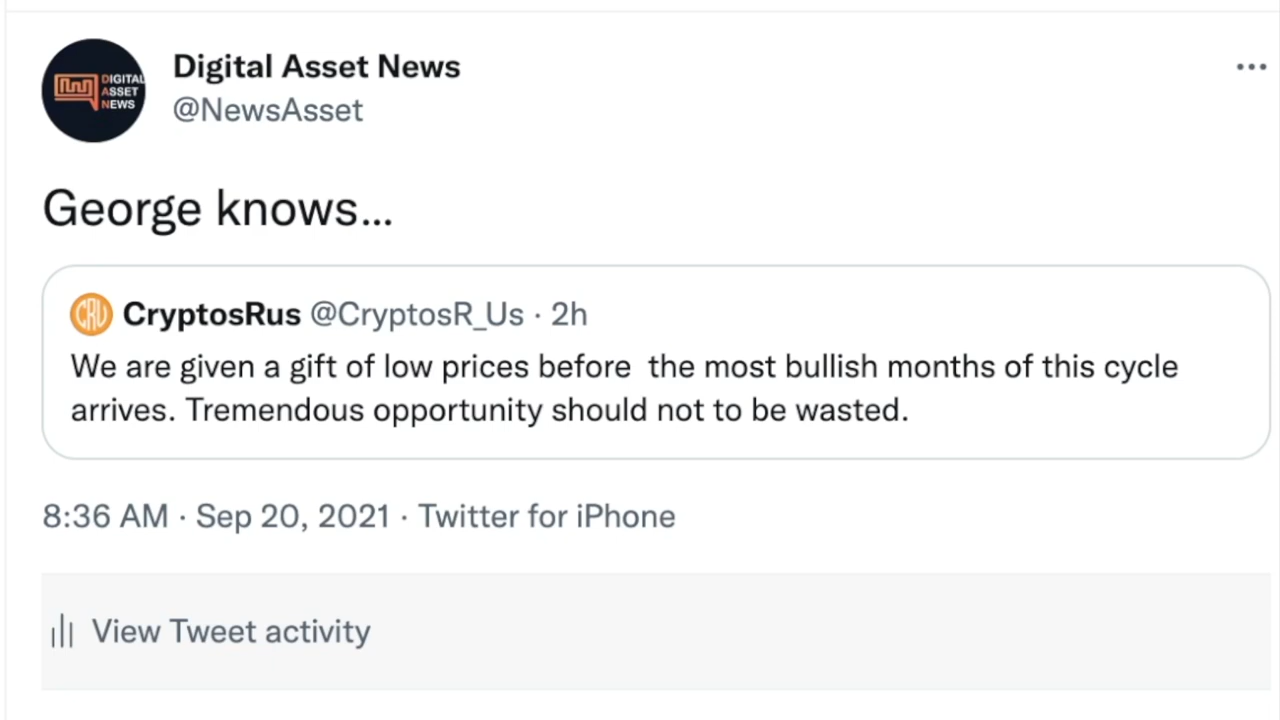 DIGITAL
ASSET
NEWS
Digital Asset News
@NewsAsset
George knows...
CRU
CryptosRus @CryptosR_Us · 2h
We are given a gift of low prices before  the most bullish months of this cycle
arrives. Tremendous opportunity should not to be wasted.
8:36 AM · Sep 20, 2021 · Twitter for iPhone
View Tweet activity